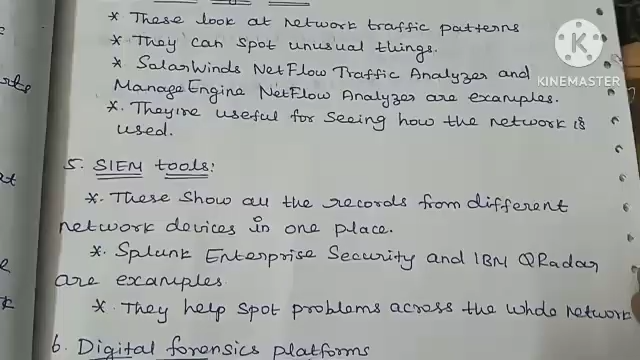 * These look at network traffic patterns
* They can spot unusual things.
* SolarWinds NetFlow Traffic Analyzer and
ManageEngine NetFlow Analyzer are examples.
*. They're useful for seeing how the network is
used.
5. SIEM tools:
*. These show all the records from different
network devices in one place.
*. Splunk Enterprise Security and IBM QRadar
are examples.
*. They help spot problems across the whole network
6. Digital forensics platforms
KINEMASTER